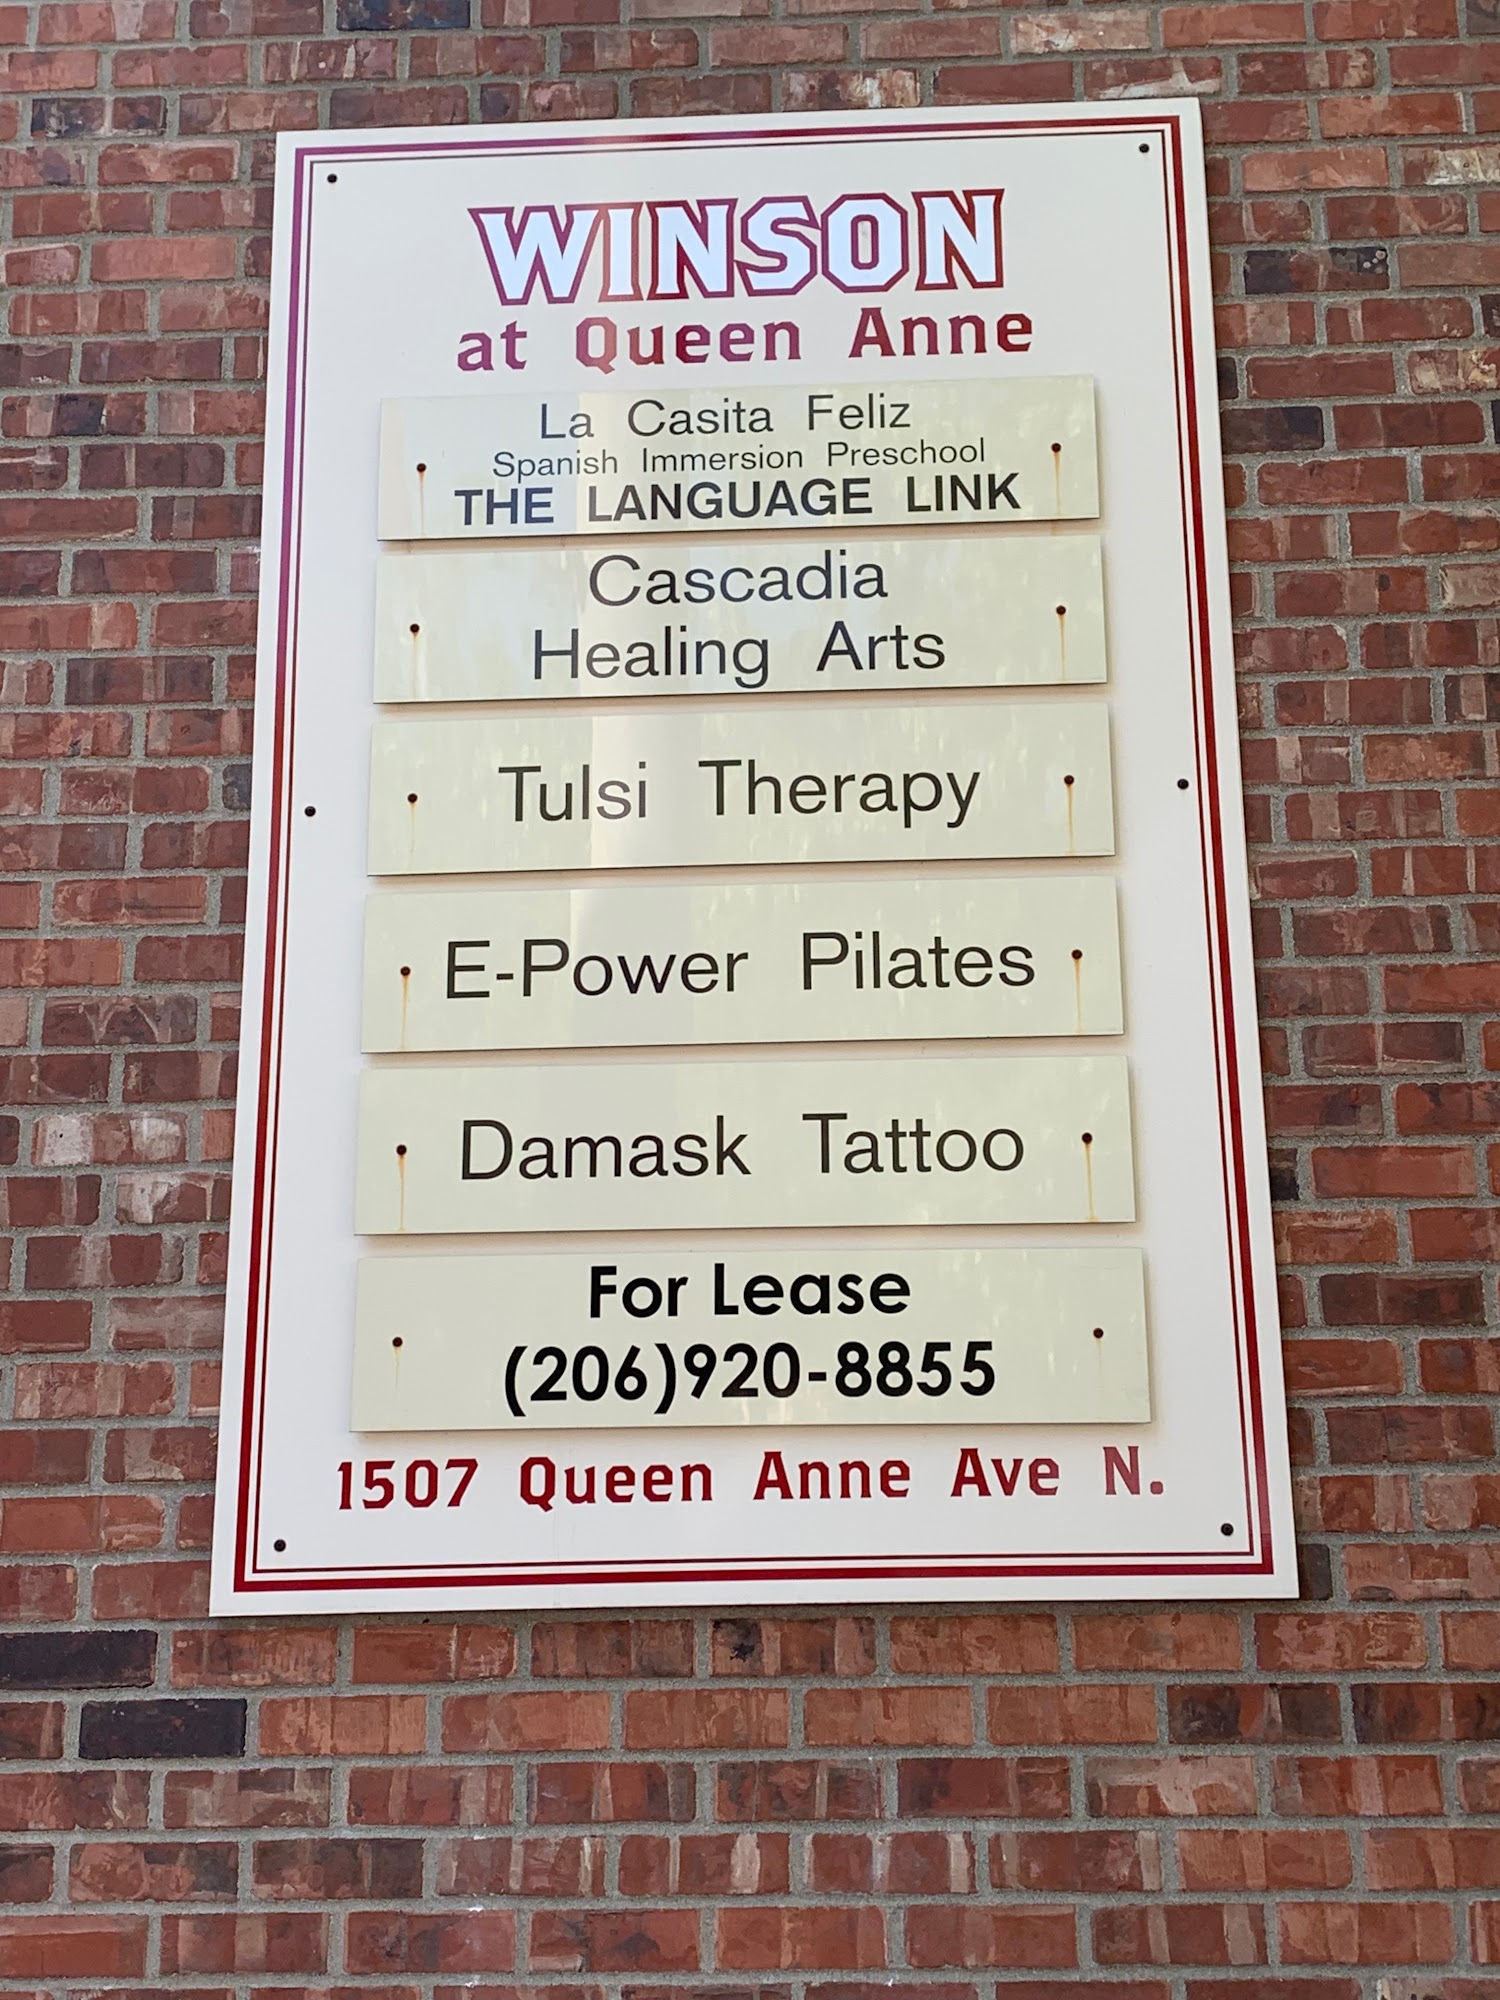 WINSON
at Queen Anne
La Casita Feliz
Spanish Immersion Preschool
THE LANGUAGE LINK
Cascadia
Healing Arts
Tulsi Therapy
E-Power Pilates
Damask Tattoo
For Lease
(206)920-8855
1507 Queen Anne Ave N.